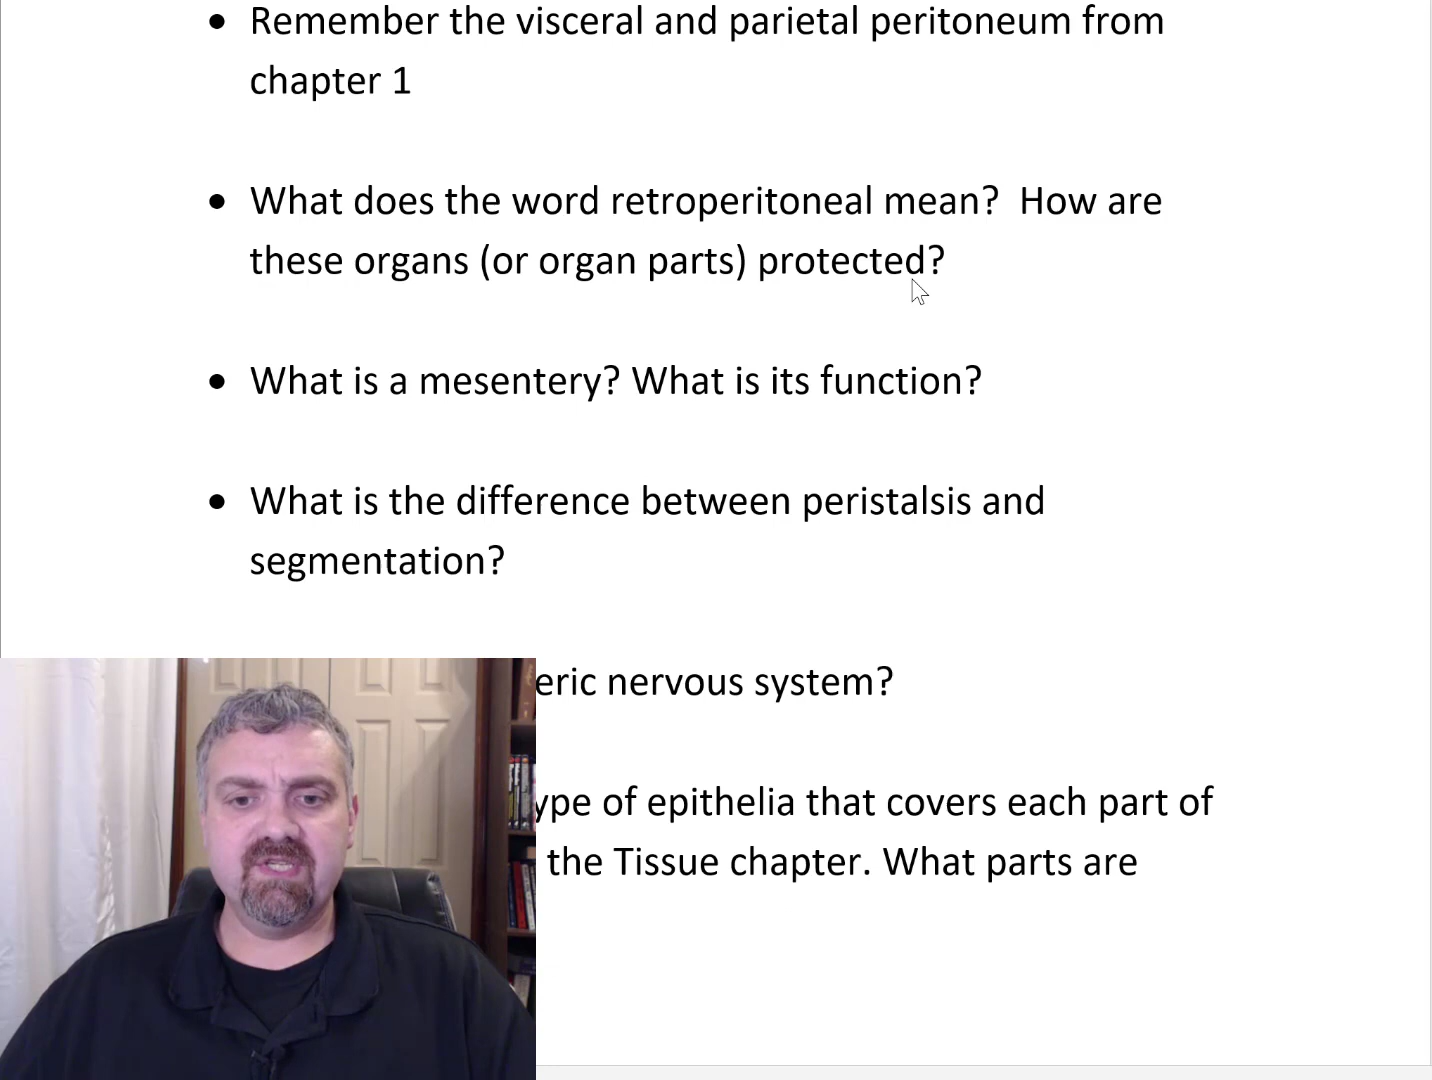 • Remember the visceral and parietal peritoneum from
chapter 1
• What does the word retroperitoneal mean?  How are
these organs (or organ parts) protected?
• What is a mesentery? What is its function?
• What is the difference between peristalsis and
segmentation?
nervous system?
of epithelia that covers each part of
the Tissue chapter. What parts are